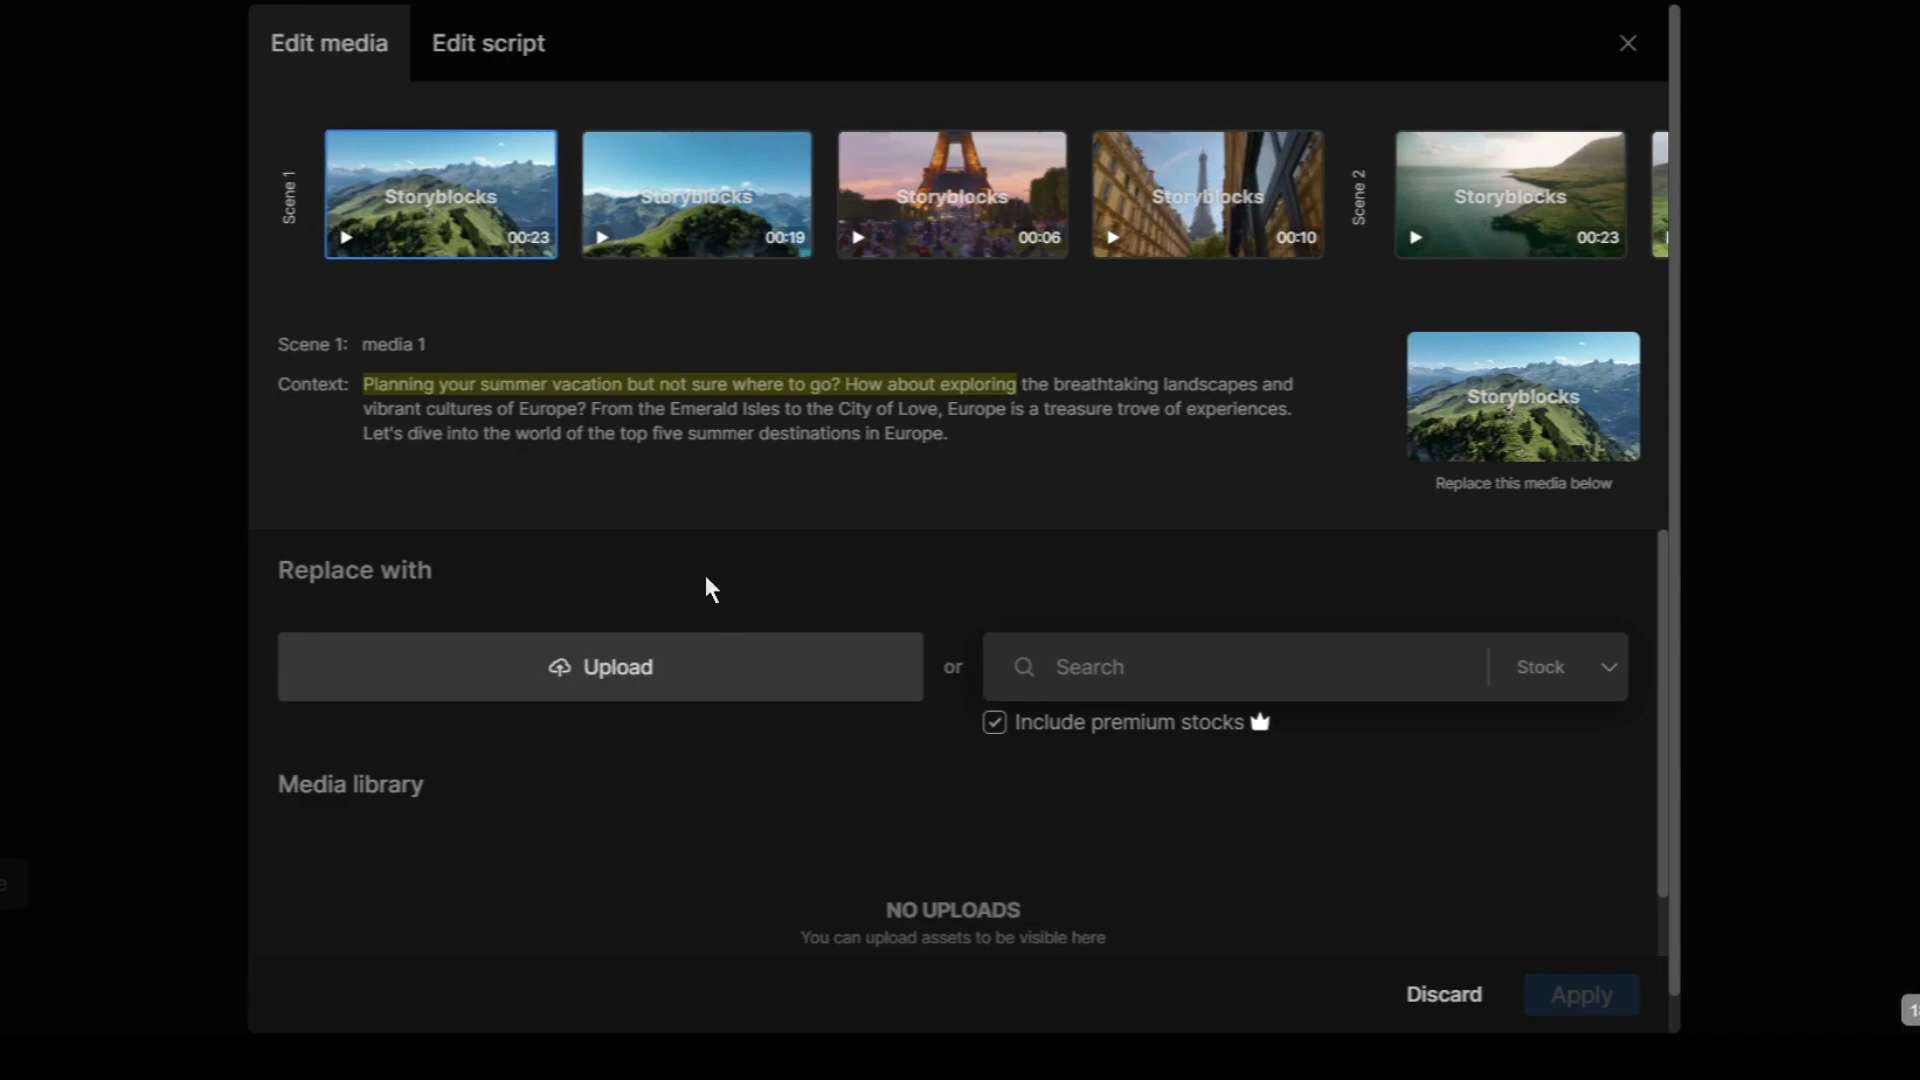 Edit media
Edit script
Scene 1
Storyblocks
00:23
Storyblocks
00:19
Storyblocks
00:06
Storyblocks
00:10
Scene 2
Storyblocks
00:23
Scene 1: media 1
Context: Planning your summer vacation but not sure where to go? How about exploring the breathtaking landscapes and
vibrant cultures of Europe? From the Emerald Isles to the City of Love, Europe is a treasure trove of experiences.
Let's dive into the world of the top five summer destinations in Europe.
Storyblocks
Replace this media below
Replace with
Upload
or
Search
Stock
Include premium stocks
Media library
NO UPLOADS
You can upload assets to be visible here
Discard
Apply